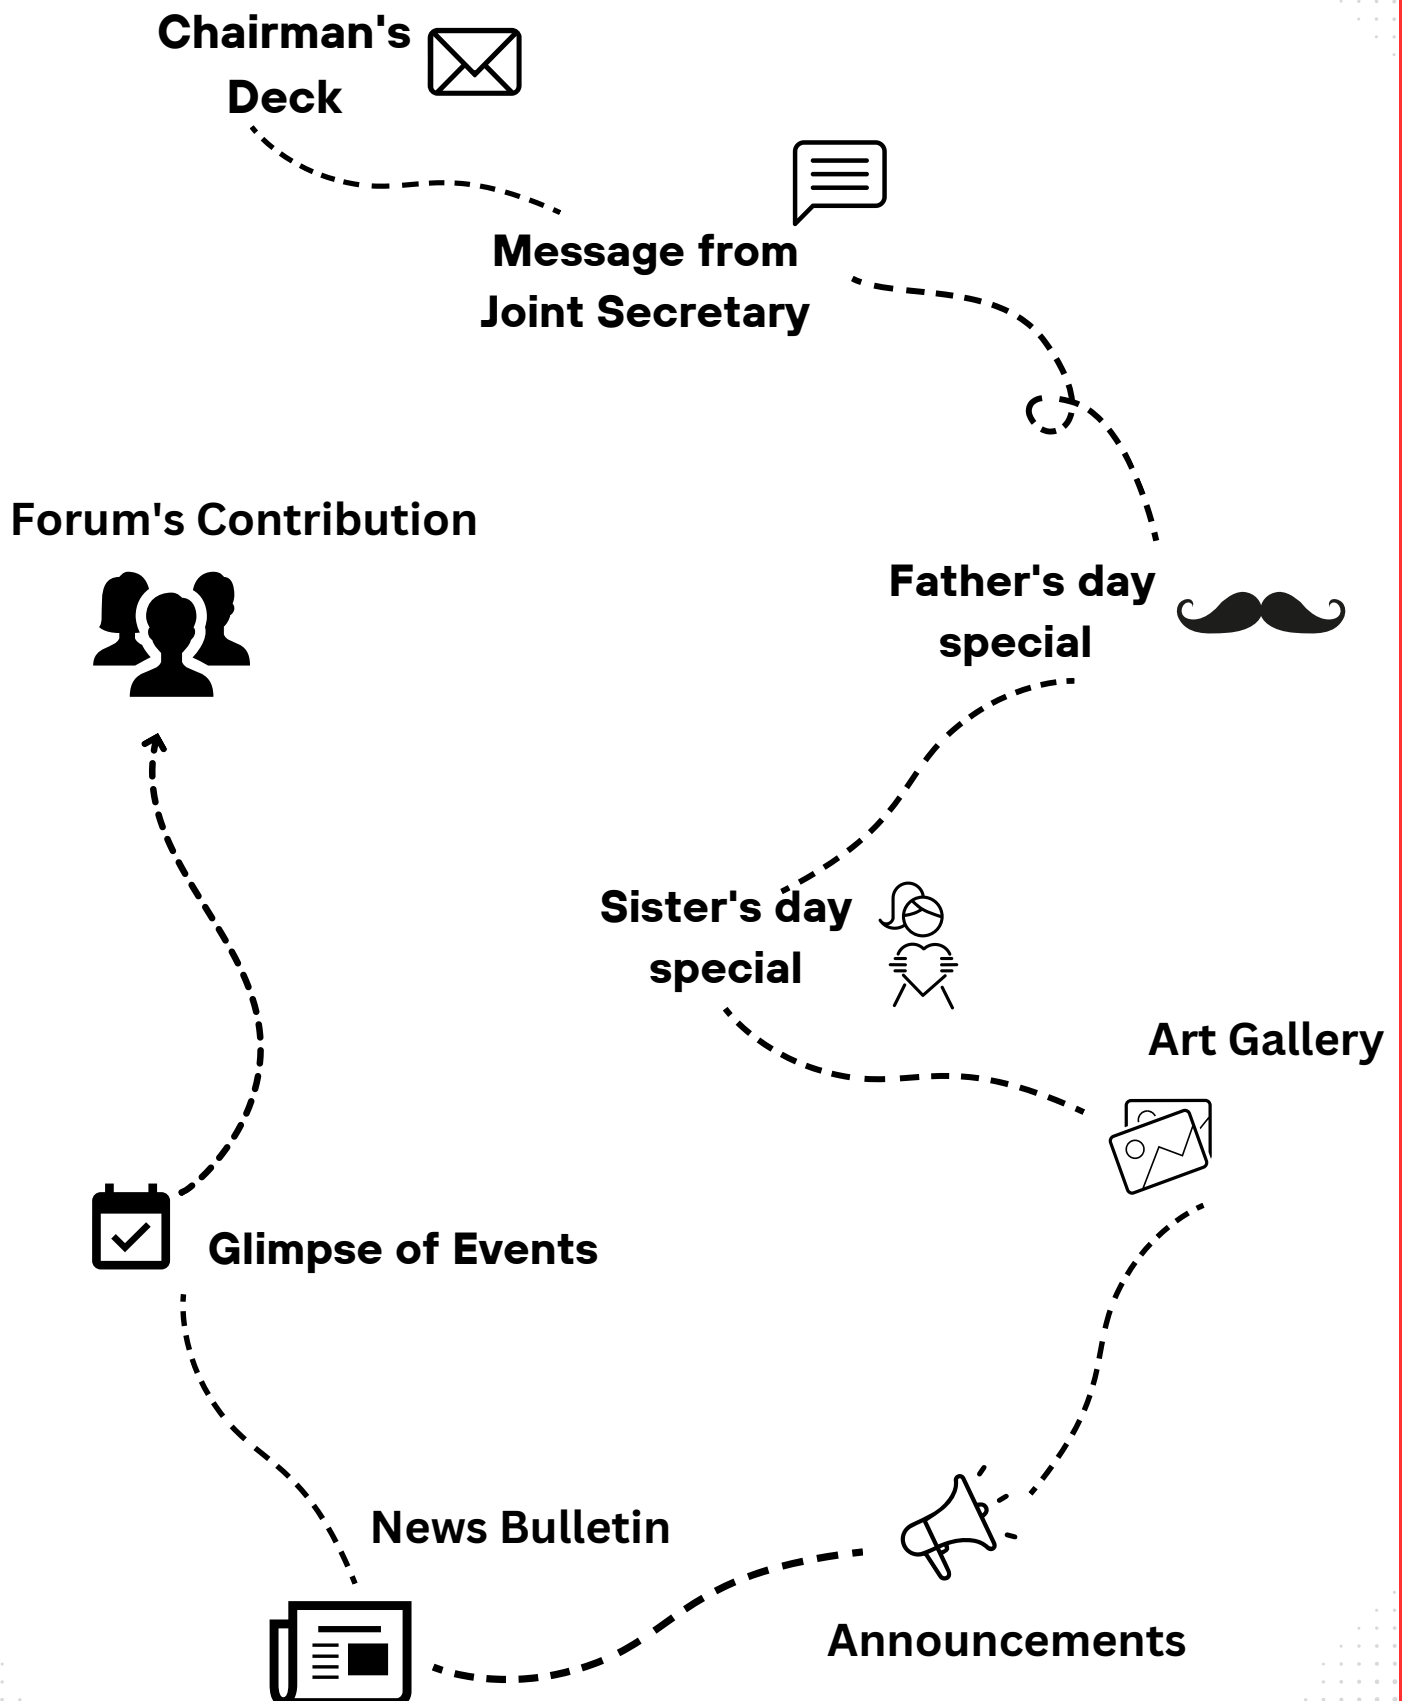 Chairman's
Deck
Message from
Joint Secretary
Forum's Contribution
Father's day
special
Sister's day
special
Art Gallery
Glimpse of Events
News Bulletin
Announcements